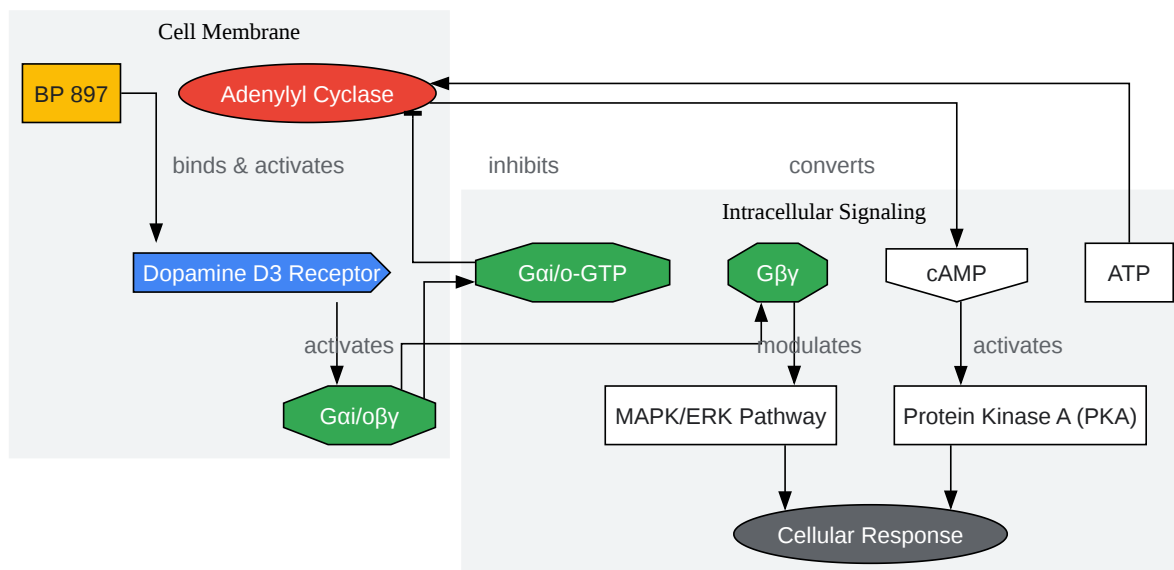 Cell Membrane
BP 897
Adenylyl Cyclase
binds & activates
inhibits
converts
Intracellular Signaling
Dopamine D3 Receptor
Gαi/o-GTP
Gβγ
cAMP
ATP
activates
modulates
activates
Gαi/oβγ
MAPK/ERK Pathway
Protein Kinase A (PKA)
Cellular Response